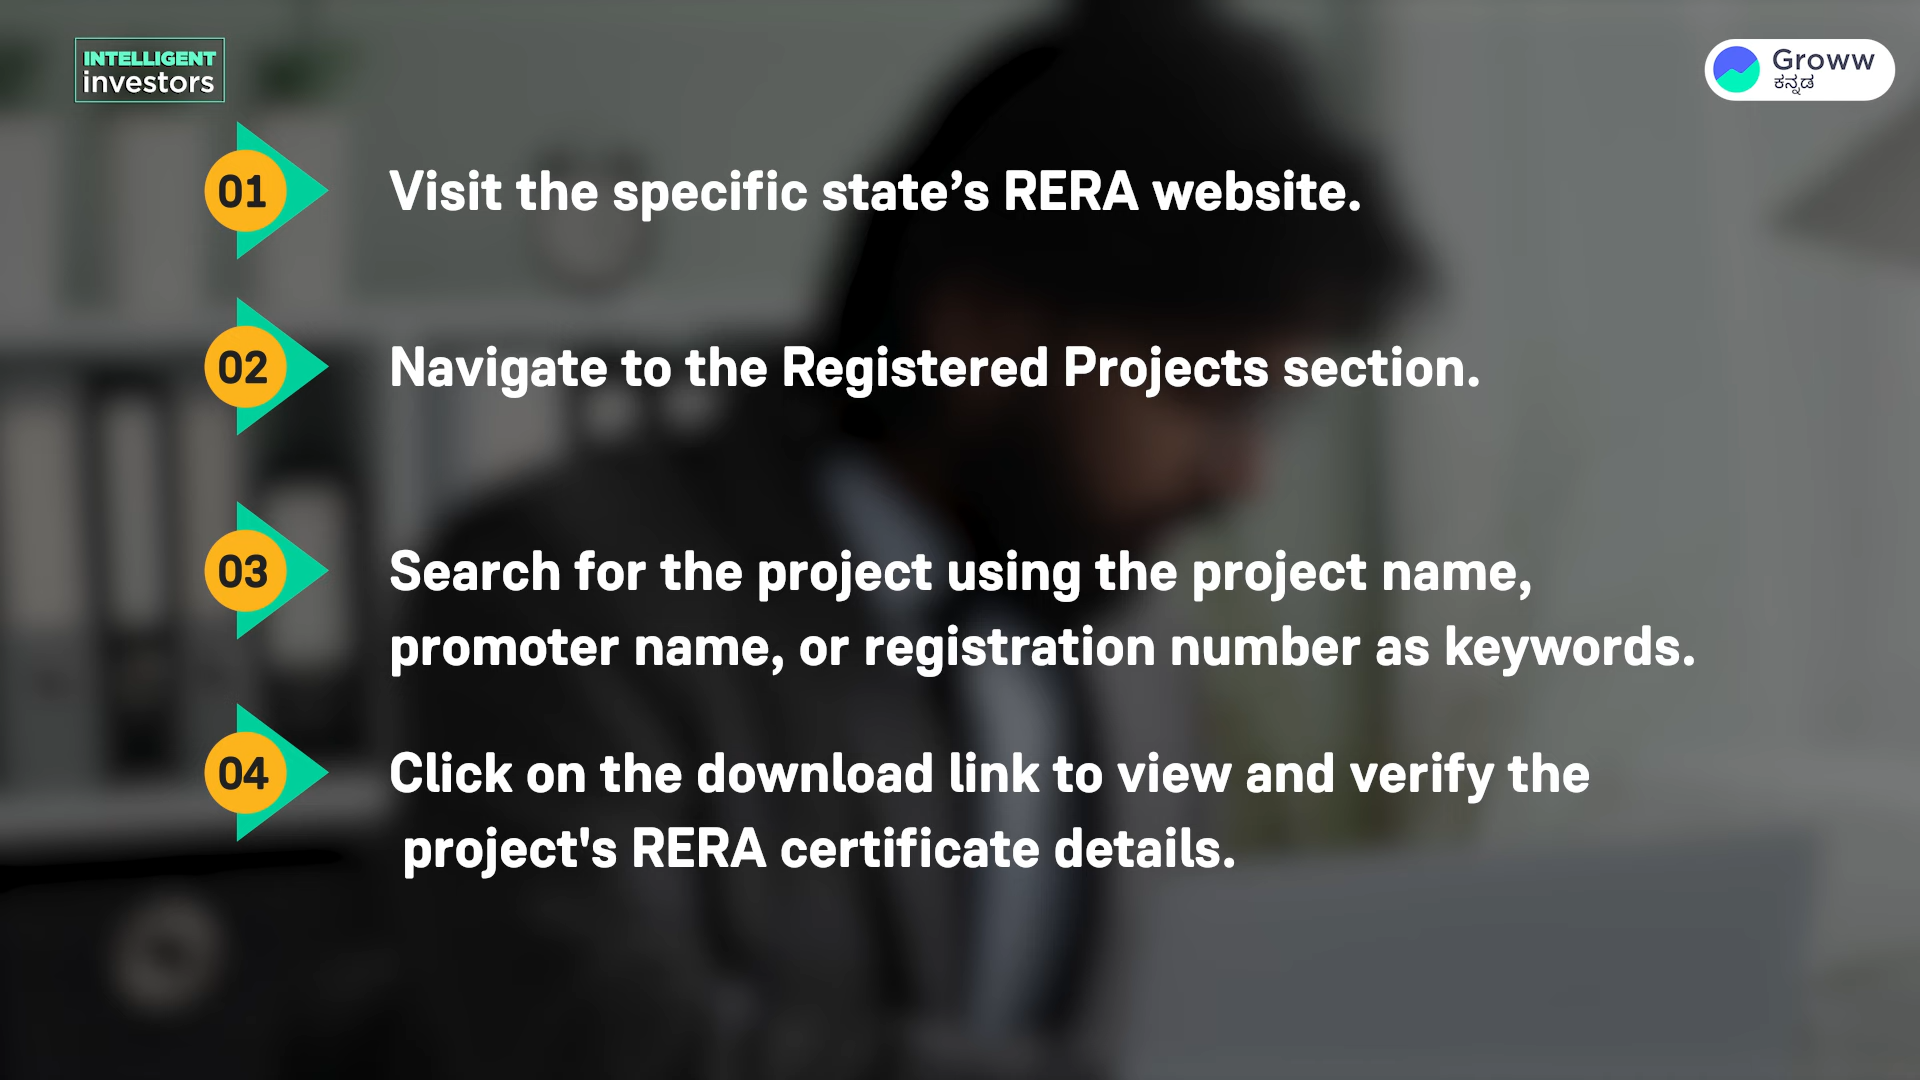 INTELLIGENT
investors
Groww
ಕನ್ನಡ
01
Visit the specific state’s RERA website.
02
Navigate to the Registered Projects section.
03
Search for the project using the project name,
promoter name, or registration number as keywords.
04
Click on the download link to view and verify the
project's RERA certificate details.